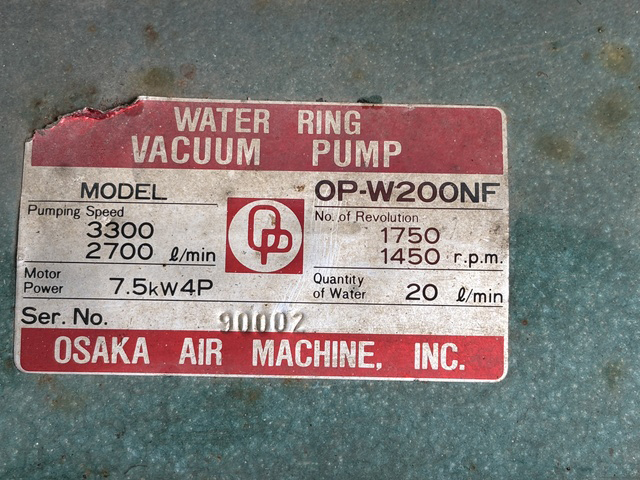 WATER RING
VACUUM PUMP
MODEL OP-W200NF
Pumping Speed
3300
2700 ℓ/min
Op
No. of Revolution
1750
1450 r.p.m.
Motor
Power 7.5kW4P
Quantity
of Water 20 ℓ/min
Ser. No. 90002
OSAKA AIR MACHINE, INC.